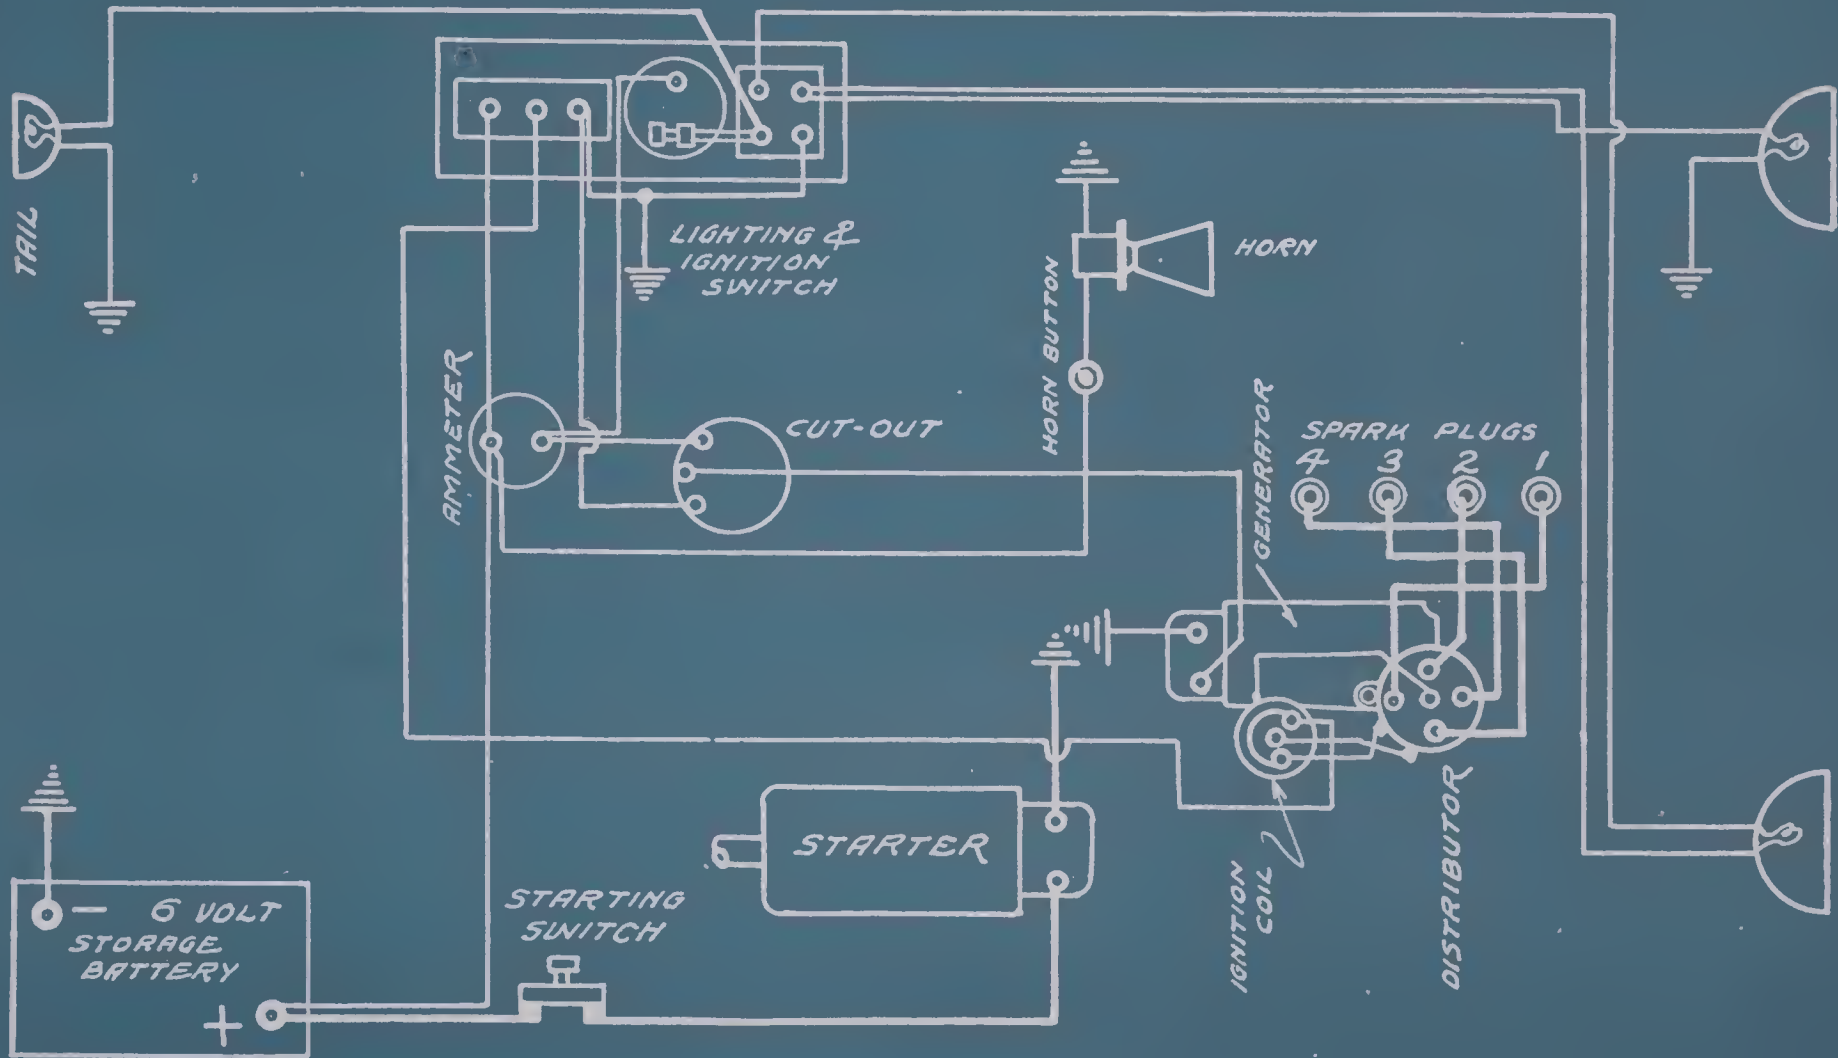 TAIL
LIGHTING &
IGNITION
SWITCH
HORN
HORN BUTTON
AMMETER
CUT-OUT
GENERATOR
SPARK PLUGS
4 3 2 1
STARTER
STARTING
SWITCH
IGNITION
COIL
DISTRIBUTOR
- 6 VOLT
STORAGE
BATTERY
+